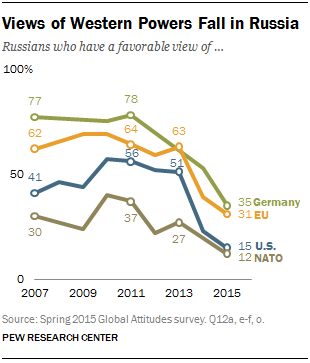 Views of Western Powers Fall in Russia
Russians who have a favorable view of ...
100%
77
78
62
64
63
56
51
50
41
37
35 Germany
31 EU
30
27
15 U.S.
12 NATO
0
2007 2009 2011 2013 2015
Source: Spring 2015 Global Attitudes survey. Q12a, e-f, o.
PEW RESEARCH CENTER